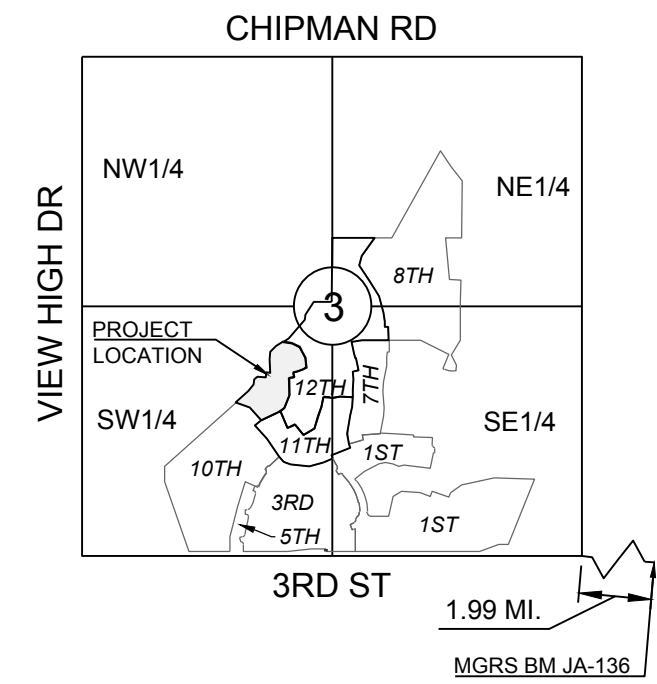 CHIPMAN RD
NW1/4
NE1/4
VIEW HIGH DR
8TH
3
PROJECT
LOCATION
12TH
7TH
SW1/4
SE1/4
11TH
1ST
10TH
3RD
1ST
5TH
3RD ST
1.99 MI.
MGRS BM JA-136